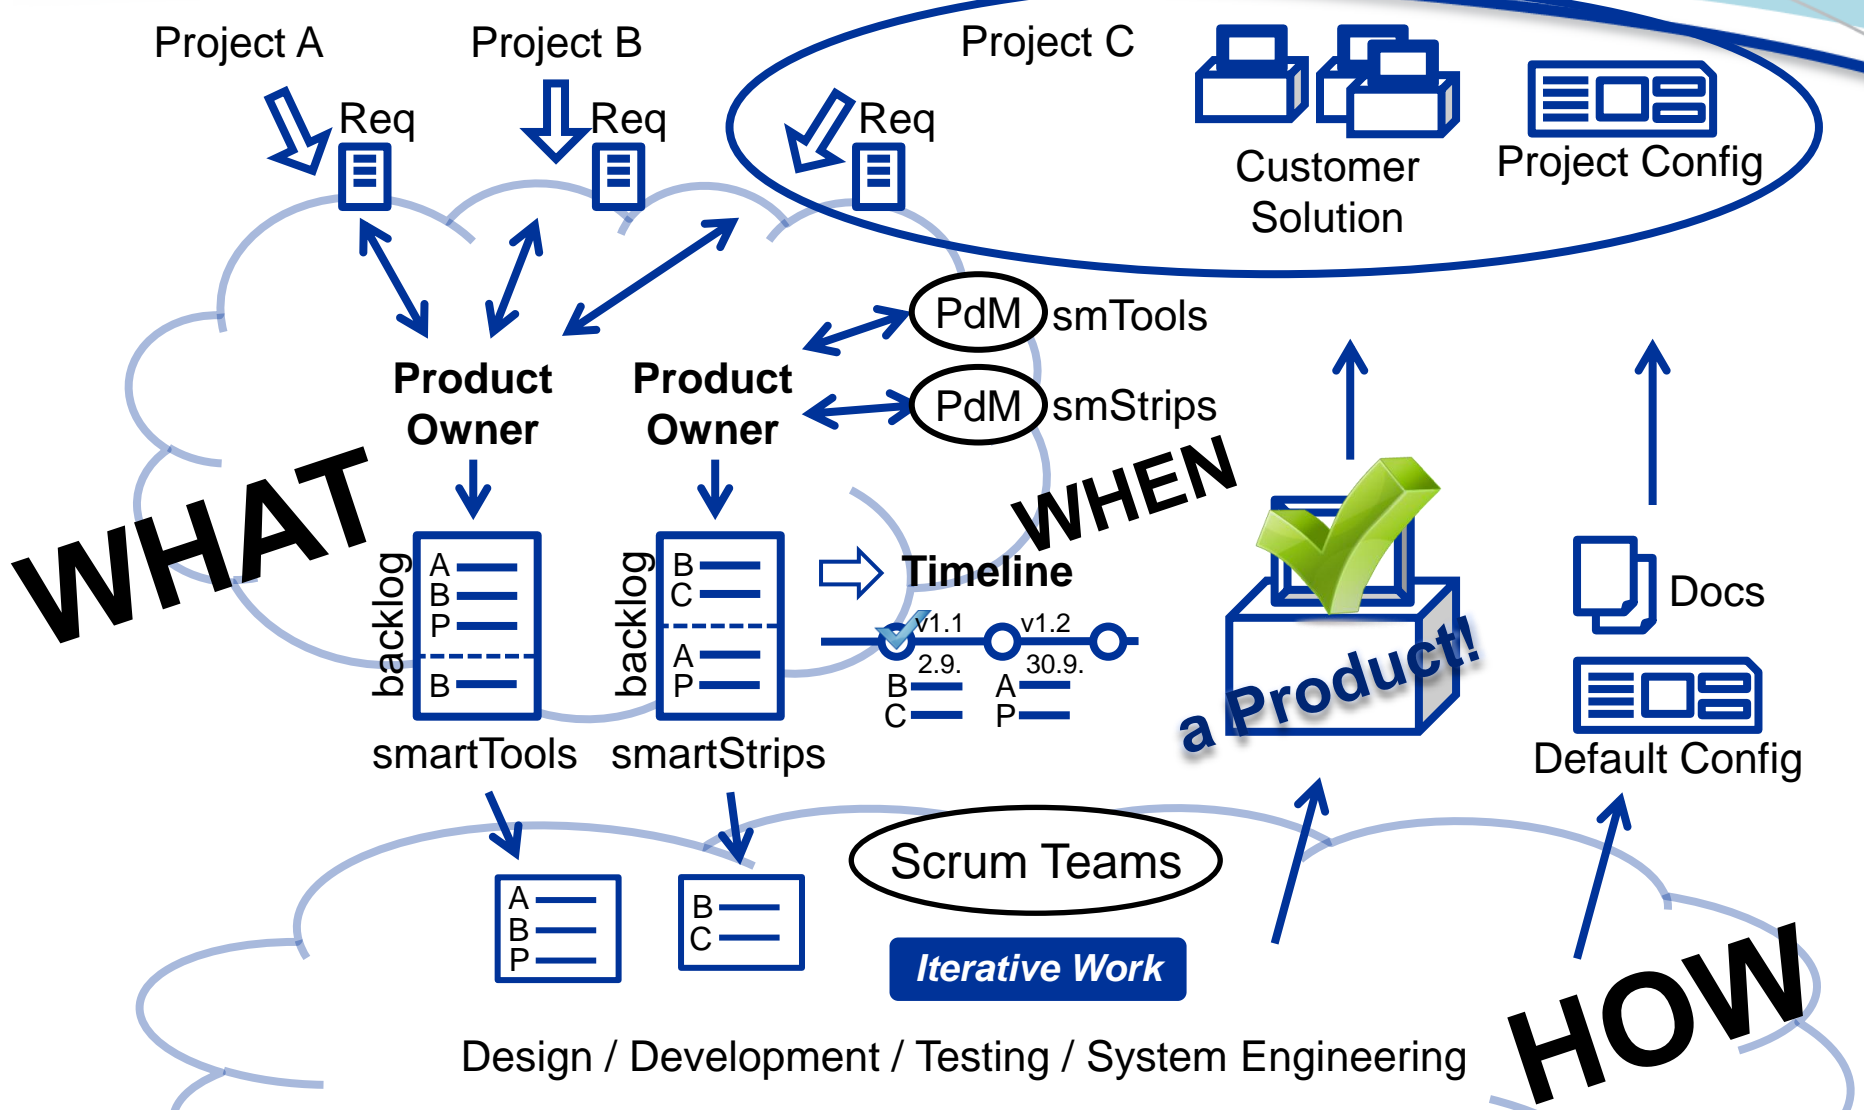 Project A
Project B
Project C
Req
Req
Req
Customer
Solution
Project Config
PdM
smTools
PdM
smStrips
Product
Owner
Product
Owner
WHAT
WHEN
backlog
A
B
P
B
backlog
B
C
A
P
Timeline
v1.1
v1.2
2.9.
30.9.
B
C
A
P
a Product!
Docs
Default Config
smartTools
smartStrips
Scrum Teams
A
B
P
B
C
Iterative Work
HOW
Design / Development / Testing / System Engineering